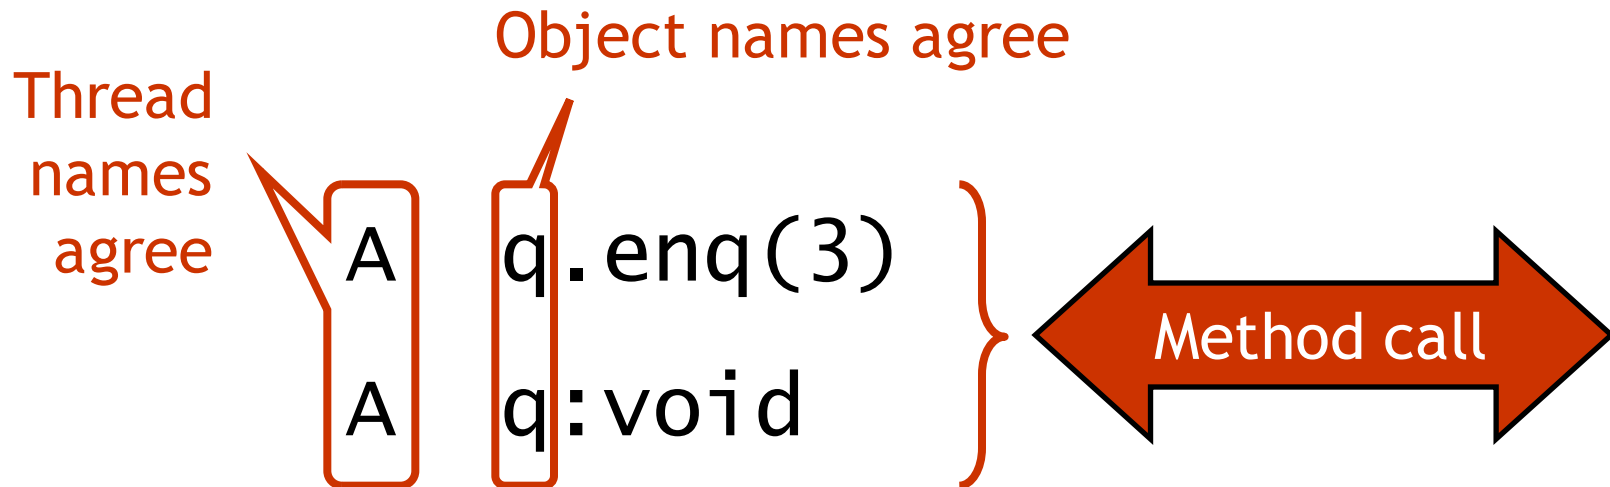 Object names agree
Thread
names
agree
A q.enq(3)
A q:void
Method call